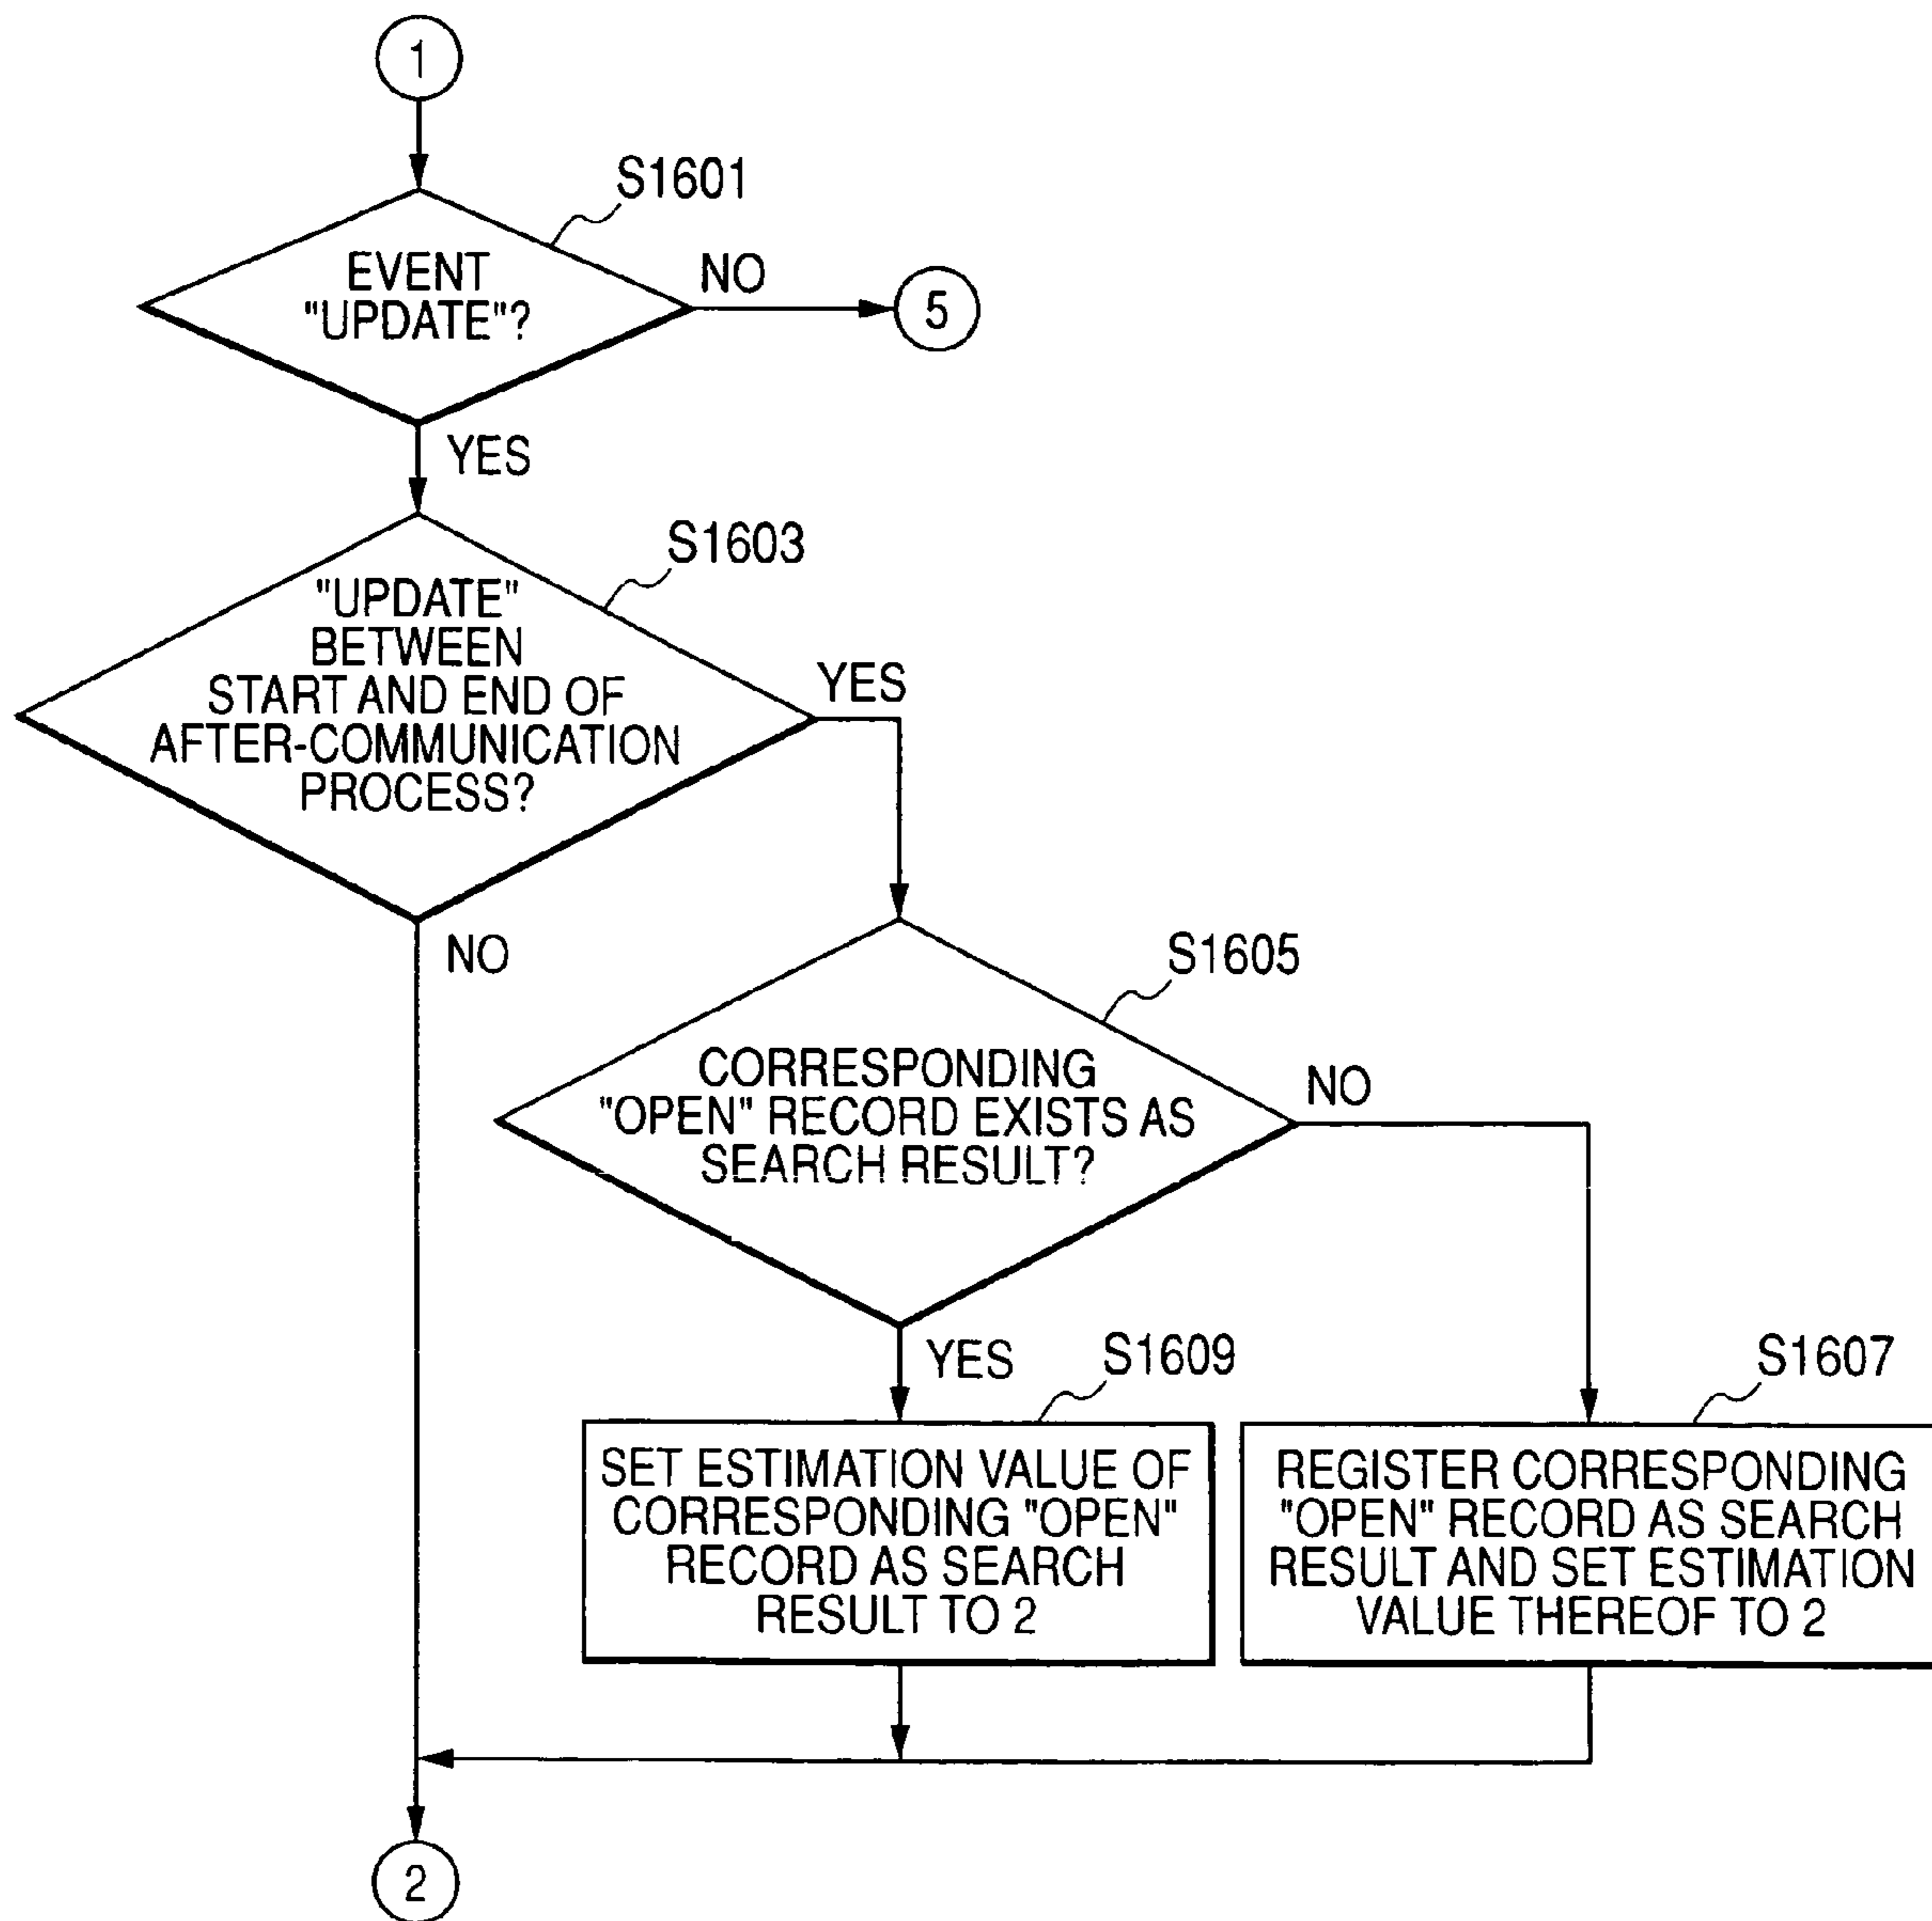 1
S1601
EVENT
"UPDATE"?
NO
5
YES
S1603
"UPDATE"
BETWEEN
START AND END OF
AFTER-COMMUNICATION
PROCESS?
YES
NO
S1605
CORRESPONDING
"OPEN" RECORD EXISTS AS
SEARCH RESULT?
NO
YES
S1609
SET ESTIMATION VALUE OF
CORRESPONDING "OPEN"
RECORD AS SEARCH
RESULT TO 2
S1607
REGISTER CORRESPONDING
"OPEN" RECORD AS SEARCH
RESULT AND SET ESTIMATION
VALUE THEREOF TO 2
2